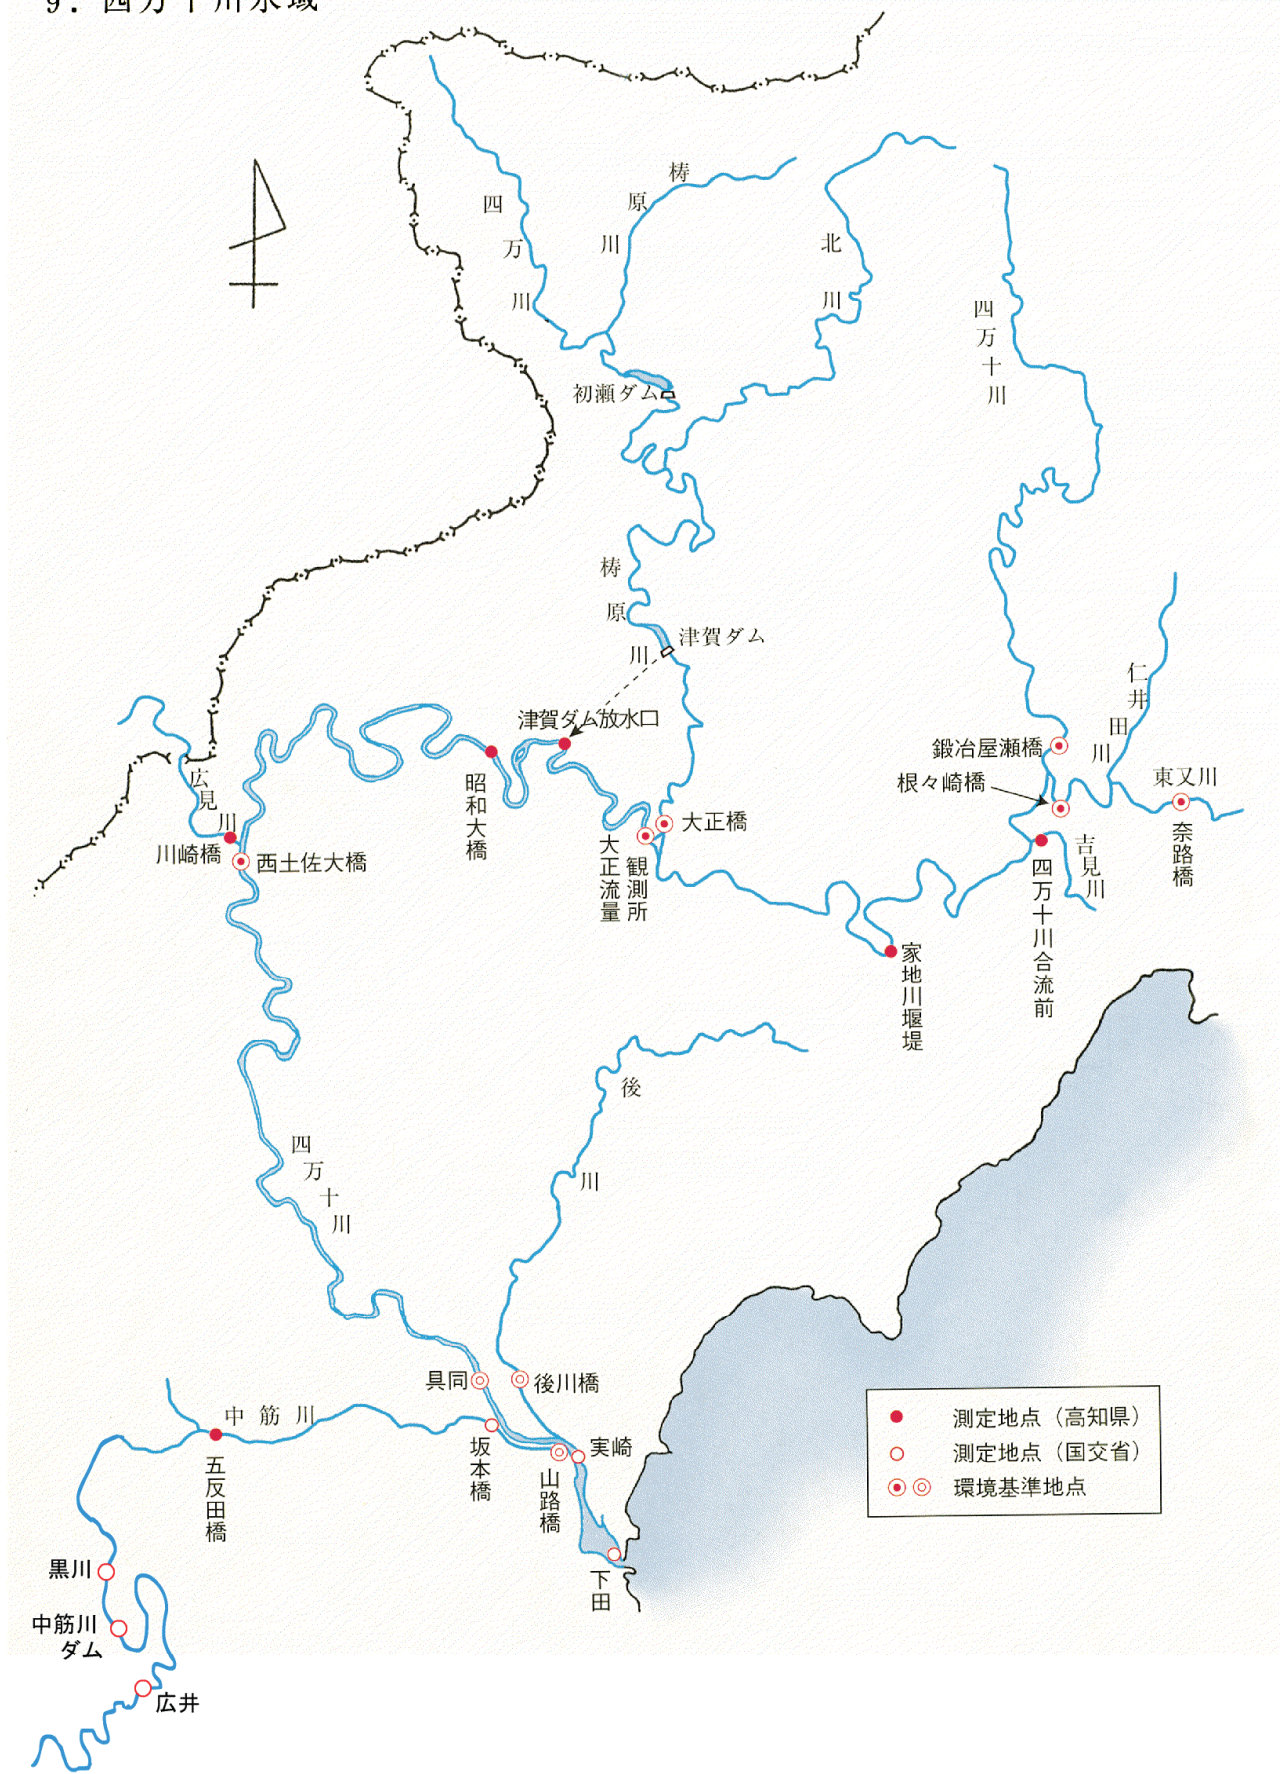 9. 四万十川水域
四万川
梼原川
北川
四万十川
初瀬ダム
梼原川
津賀ダム
仁井田川
津賀ダム放水口
鍛冶屋瀬橋
根々崎橋
東又川
広見川
昭和大橋
大正橋
川崎橋
西土佐大橋
大正流量
観測所
四万十川合流前
吉見川
奈路橋
家地川堰堤
後川
四万十川
具同
後川橋
中筋川
坂本橋
実崎
山路橋
五反田橋
測定地点（高知県）
測定地点（国交省）
環境基準地点
黒川
下田
中筋川
ダム
広井